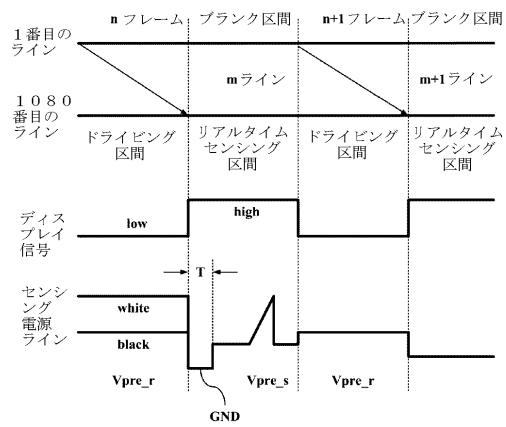 n フレーム
ブランク区間
n+1 フレーム
ブランク区間
１番目の
ライン
m ライン
m+1 ライン
１０８０
番目の
ライン
ドライビング
区間
リアルタイム
センシング
区間
ドライビング
区間
リアルタイム
センシング
区間
ディス
プレイ
信号
low
high
T
センシ
ング
電源
ライン
white
black
Vpre_r
Vpre_s
Vpre_r
GND